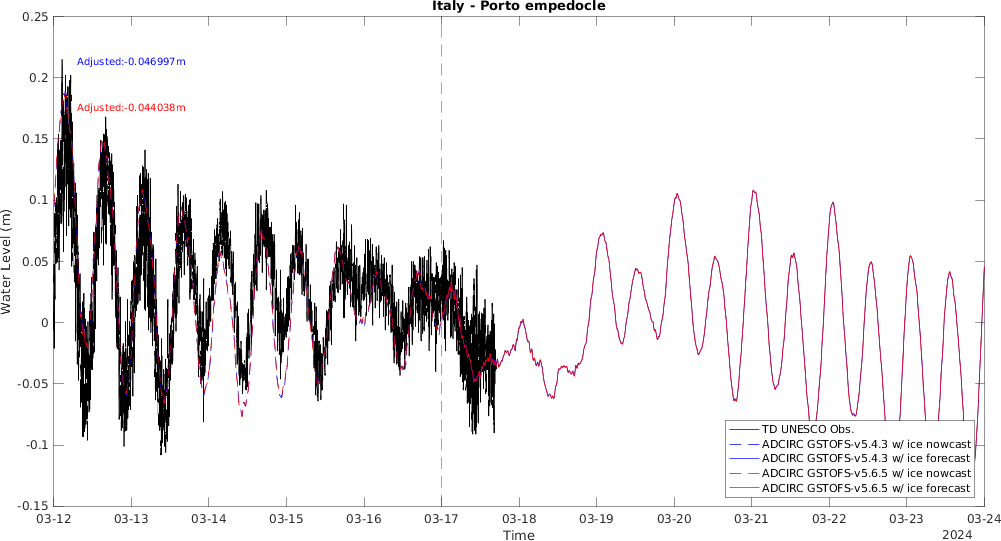 Italy - Porto empedocle
0.25
0.2
0.15
0.1
0.05
0
-0.05
-0.1
-0.15
Water Level (m)
Adjusted:-0.046997m
Adjusted:-0.044038m
TD UNESCO Obs.
ADCIRC GSTOFS-v5.4.3 w/ ice nowcast
ADCIRC GSTOFS-v5.4.3 w/ ice forecast
ADCIRC GSTOFS-v5.6.5 w/ ice nowcast
ADCIRC GSTOFS-v5.6.5 w/ ice forecast
03-12 03-13 03-14 03-15 03-16 03-17 03-18 03-19 03-20 03-21 03-22 03-23 03-24
Time
2024